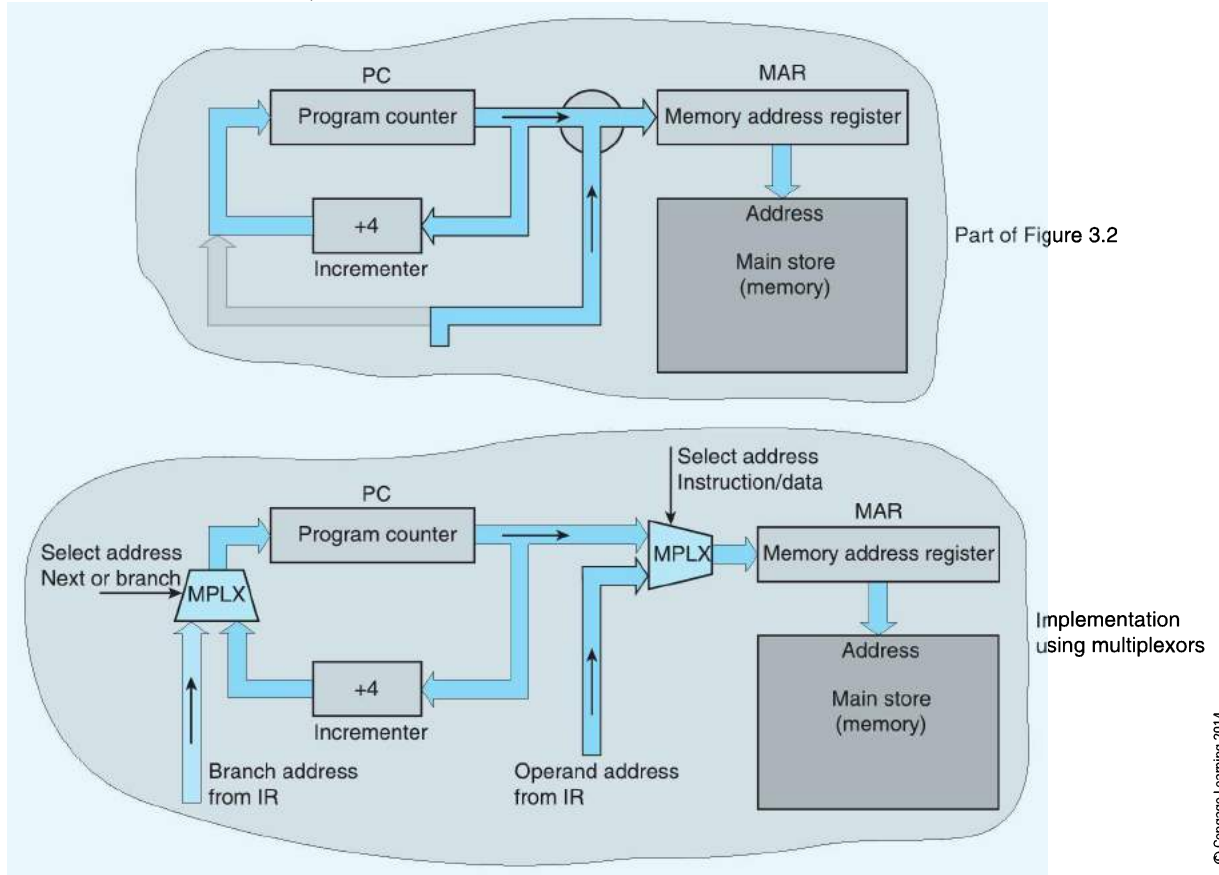 PC
MAR
Program counter
Memory address register
+4
Incrementer
Address
Main store
(memory)
Part of Figure 3.2
Select address
Instruction/data
PC
MAR
Program counter
MPLX
Memory address register
Select address
Next or branch
MPLX
+4
Incrementer
Address
Main store
(memory)
Implementation
using multiplexors
Branch address
from IR
Operand address
from IR
© Cengage Learning 2014